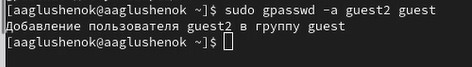 [aaglushenok@aaglushenok ~]$ sudo gpasswd -a guest2 guest
Добавление пользователя guest2 в группу guest
[aaglushenok@aaglushenok ~]$